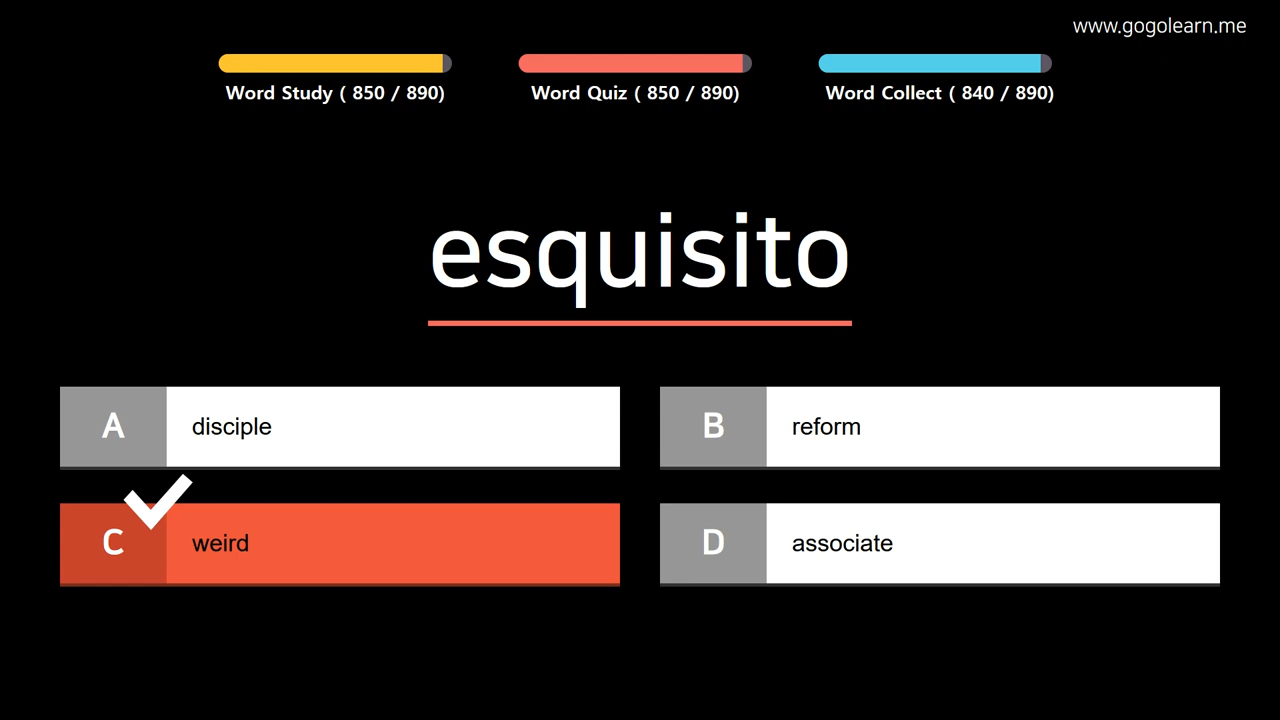 www.gogolearn.me
Word Study ( 850 / 890)
Word Quiz ( 850 / 890)
Word Collect ( 840 / 890)
esquisito
A
disciple
B
reform
C
weird
D
associate